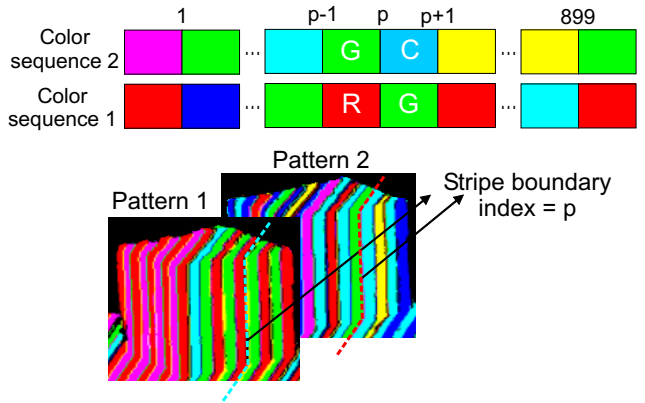 1 p-1 p p+1 899
Color
sequence 2
... G C ...
Color
sequence 1
... R G ...
Pattern 2
Pattern 1
Stripe boundary
index = p